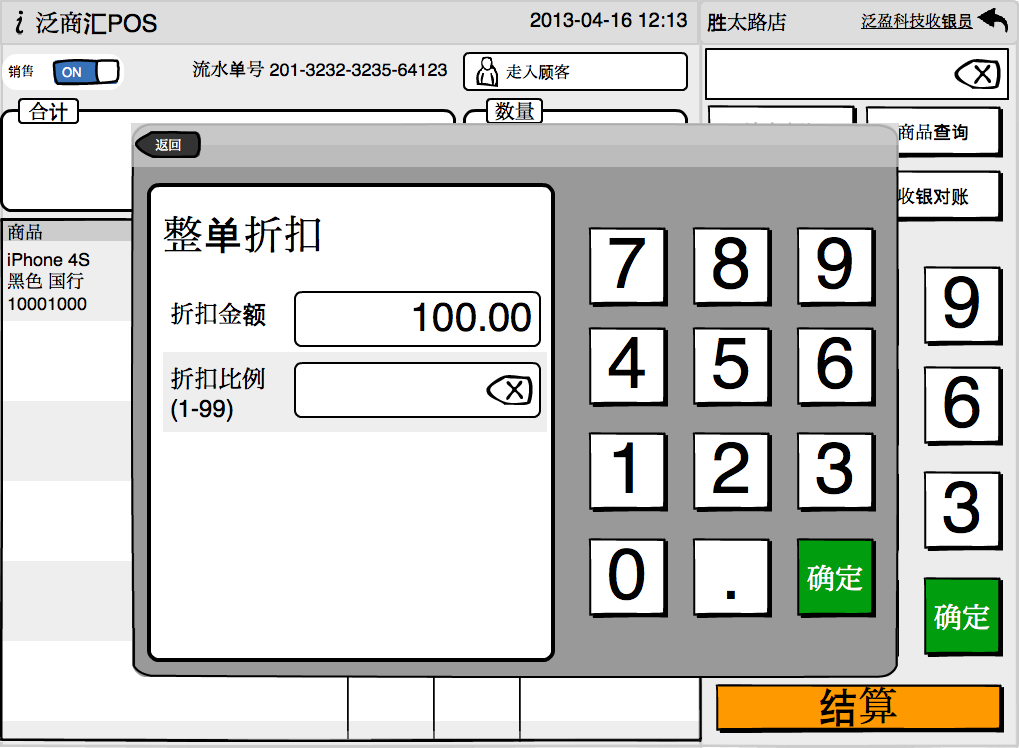 i 泛商汇POS
2013-04-16 12:13
胜太路店
泛盈科技收银员
销售
ON
流水单号 201-3232-3235-64123
走入顾客
合计
数量
商品查询
收银对账
返回
商品
iPhone 4S
黑色 国行
10001000
整单折扣
折扣金额
100.00
折扣比例
(1-99)
7 8 9
4 5 6
1 2 3
0 . 确定
9
6
3
确定
结算